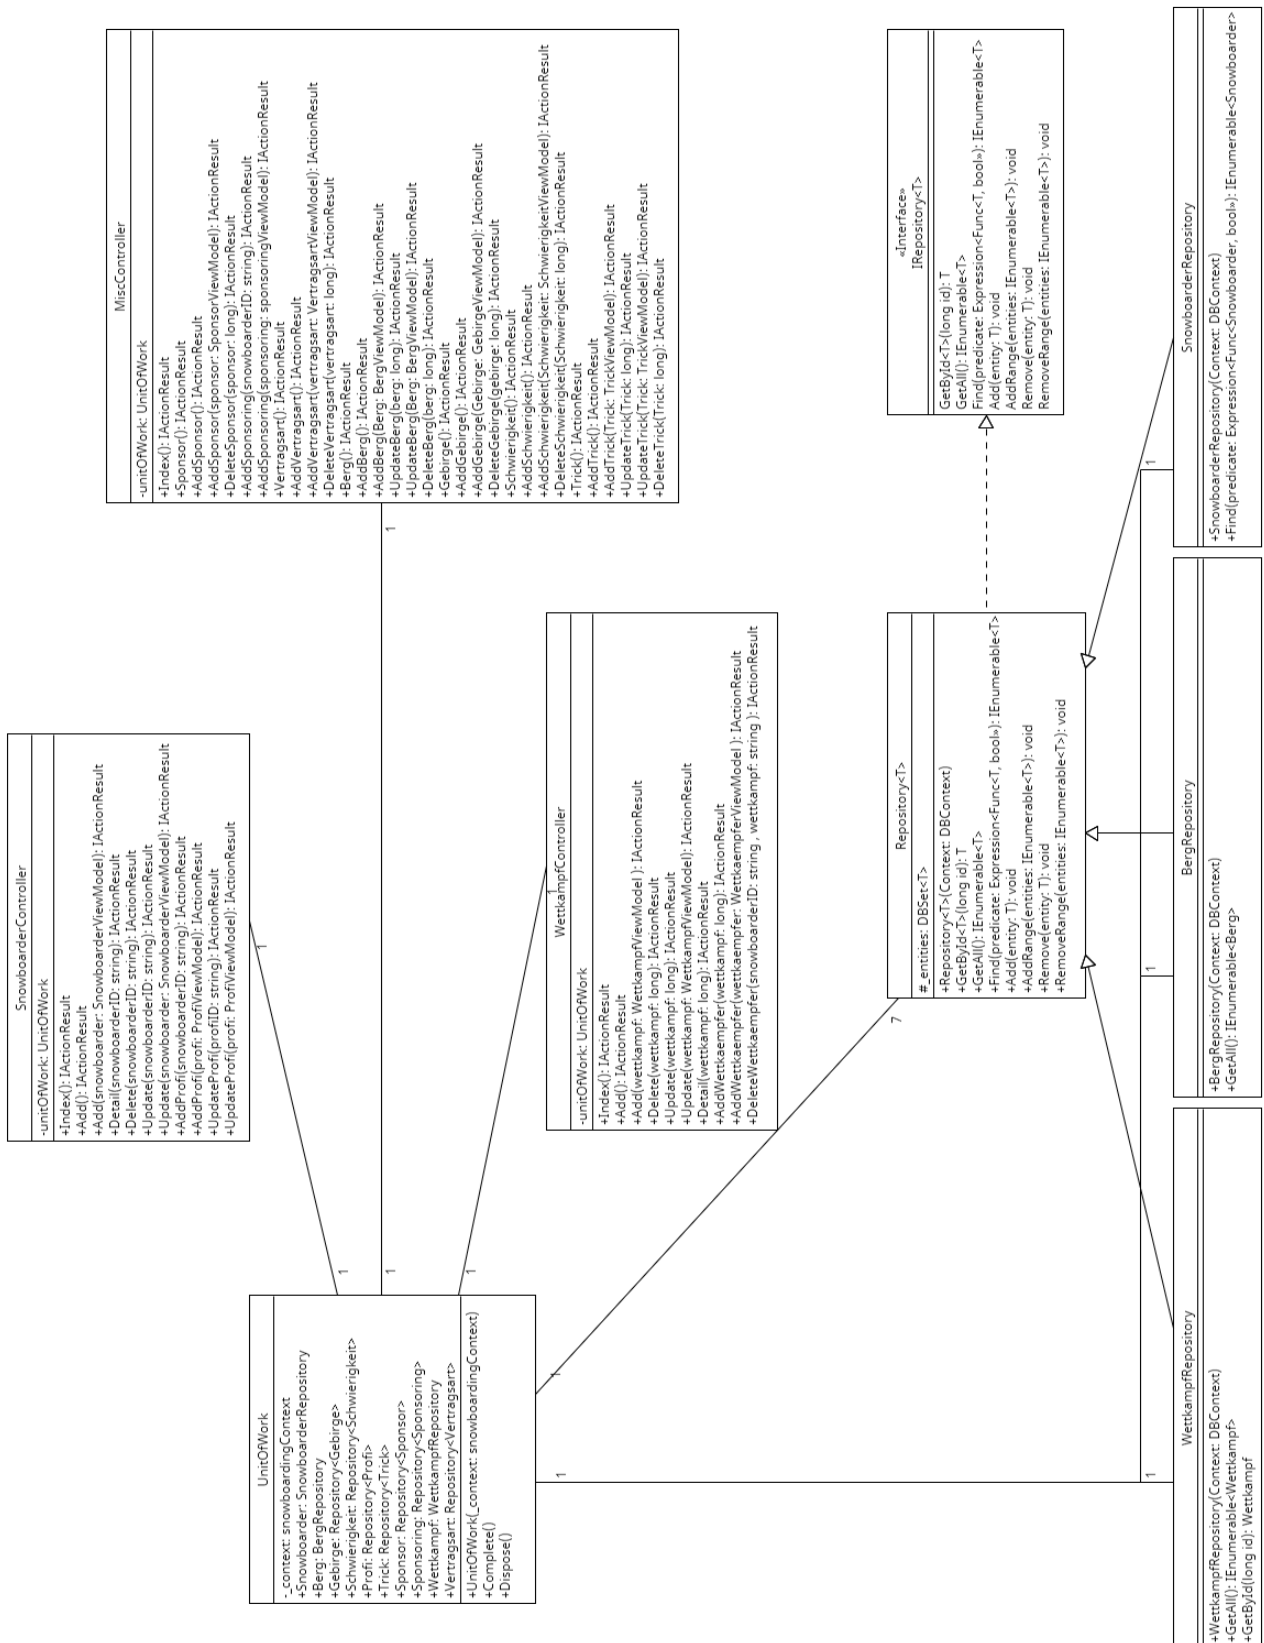 SnowboarderController
-unitOfWork: UnitOfWork
+Index(): IActionResult
+Add(): IActionResult
+Add(snowboarder: SnowboarderViewModel): IActionResult
+Detail(snowboarderID: string): IActionResult
+Delete(snowboarderID: string): IActionResult
+Update(snowboarderID: string): IActionResult
+Update(snowboarder: SnowboarderViewModel): IActionResult
+AddProfi(snowboarderID: string): IActionResult
+AddProfi(profi: ProfiViewModel): IActionResult
+UpdateProfi(profiID: string): IActionResult
+UpdateProfi(profi: ProfiViewModel): IActionResult
1
MiscController
-unitOfWork: UnitOfWork
+Index(): IActionResult
+Sponsor(): IActionResult
+AddSponsor(): IActionResult
+AddSponsor(sponsor: SponsorViewModel): IActionResult
+DeleteSponsor(sponsor: long): IActionResult
+AddSponsoring(snowboarderID: string): IActionResult
+AddSponsoring(sponsoring: sponsoringViewModel): IActionResult
+Vertragsart(): IActionResult
+AddVertragsart(): IActionResult
+AddVertragsart(vertragsart: VertragsartViewModel): IActionResult
+DeleteVertragsart(vertragsart: long): IActionResult
+Berg(): IActionResult
+AddBerg(): IActionResult
+AddBerg(Berg: BergViewModel): IActionResult
+UpdateBerg(berg: long): IActionResult
+UpdateBerg(Berg: BergViewModel): IActionResult
+DeleteBerg(berg: long): IActionResult
+Gebirge(): IActionResult
+AddGebirge(): IActionResult
+AddGebirge(Gebirge: GebirgeViewModel): IActionResult
+DeleteGebirge(gebirge: long): IActionResult
+Schwierigkeit(): IActionResult
+AddSchwierigkeit(): IActionResult
+AddSchwierigkeit(Schwierigkeit: SchwierigkeitViewModel): IActionResult
+DeleteSchwierigkeit(Schwierigkeit: long): IActionResult
+Trick(): IActionResult
+AddTrick(): IActionResult
+AddTrick(Trick: TrickViewModel): IActionResult
+UpdateTrick(Trick: long): IActionResult
+UpdateTrick(Trick: TrickViewModel): IActionResult
+DeleteTrick(Trick: long): IActionResult
1
UnitOfWork
-_context: snowboardingContext
+Snowboarder: SnowboarderRepository
+Berg: BergRepository
+Gebirge: Repository<Gebirge>
+Schwierigkeit: Repository<Schwierigkeit>
+Profi: Repository<Profi>
+Trick: Repository<Trick>
+Sponsor: Repository<Sponsor>
+Sponsoring: Repository<Sponsoring>
+Wettkampf: WettkampfRepository
+Vertragsart: Repository<Vertragsart>
+UnitOfWork(_context: snowboardingContext)
+Complete()
+Dispose()
1
1
1
1
1
WettkampfController
1
-unitOfWork: UnitOfWork
+Index(): IActionResult
+Add(): IActionResult
+Add(wettkampf: WettkampfViewModel ): IActionResult
+Delete(wettkampf: long): IActionResult
+Update(wettkampf: long): IActionResult
+Update(wettkampf: WettkampfViewModel): IActionResult
+Detail(wettkampf: long): IActionResult
+AddWettkaempfer(wettkampf: long): IActionResult
+AddWettkaempfer(wettkaempfer: WettkaempferViewModel ): IActionResult
+DeleteWettkaempfer(snowboarderID: string , wettkampf: string ): IActionResult
7
Repository<T>
#_entities: DBSet<T>
+Repository<T>(Context: DBContext)
+GetById<T>(long id): T
+GetAll(): IEnumerable<T>
+Find(predicate: Expression<Func<T, bool»): IEnumerable<T>
+Add(entity: T): void
+AddRange(entities: IEnumerable<T>): void
+Remove(entity: T): void
+RemoveRange(entities: IEnumerable<T>): void
«Interface»
IRepository<T>
GetById<T>(long id): T
GetAll(): IEnumerable<T>
Find(predicate: Expression<Func<T, bool»): IEnumerable<T>
Add(entity: T): void
AddRange(entities: IEnumerable<T>): void
Remove(entity: T): void
RemoveRange(entities: IEnumerable<T>): void
1
1
1
WettkampfRepository
+WettkampfRepository(Context: DBContext)
+GetAll(): IEnumerable<Wettkampf>
+GetById(long id): Wettkampf
BergRepository
+BergRepository(Context: DBContext)
+GetAll(): IEnumerable<Berg>
SnowboarderRepository
+SnowboarderRepository(Context: DBContext)
+Find(predicate: Expression<Func<Snowboarder, bool»): IEnumerable<Snowboarder>